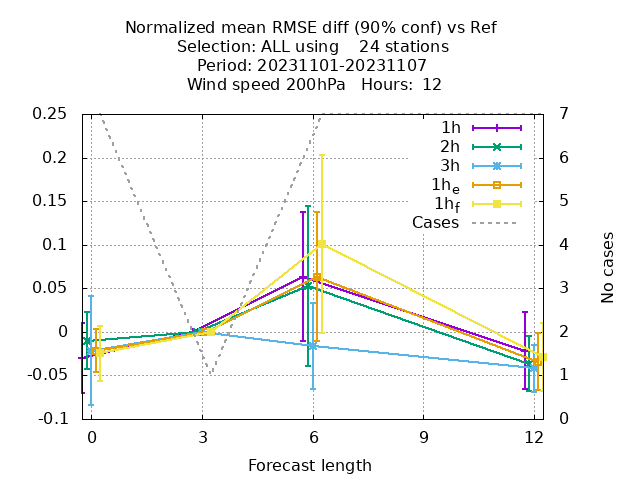 Normalized mean RMSE diff (90% conf) vs Ref
Selection: ALL using    24 stations
Period: 20231101-20231107
Wind speed 200hPa   Hours:  12
0.25
0.2
0.15
0.1
0.05
0
-0.05
-0.1
7
6
5
4
3
2
1
0
1h
2h
3h
1he
1hf
Cases
No cases
0
3
6
9
12
Forecast length